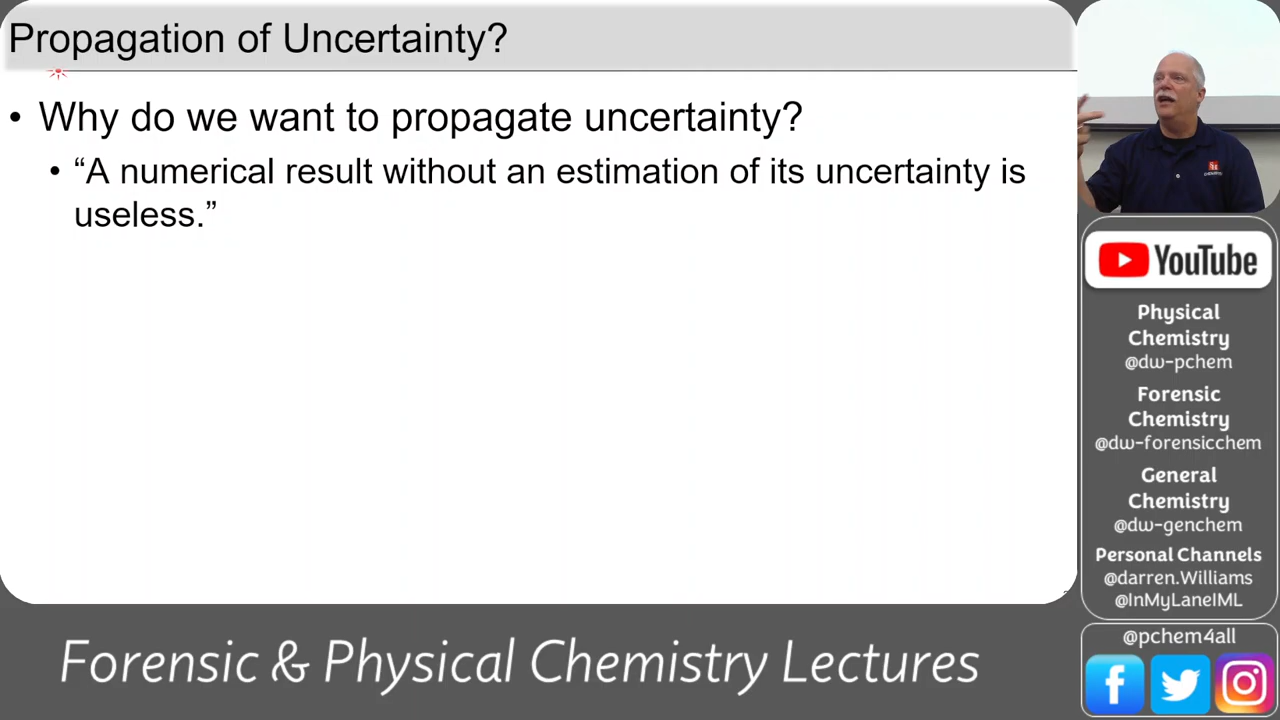 Propagation of Uncertainty?
• Why do we want to propagate uncertainty?
• “A numerical result without an estimation of its uncertainty is
useless.”
YouTube
Physical
Chemistry
@dw-pchem
Forensic
Chemistry
@dw-forensicchem
General
Chemistry
@dw-genchem
Personal Channels
@darren.Williams
@InMyLaneIML
@pchem4all
Forensic & Physical Chemistry Lectures